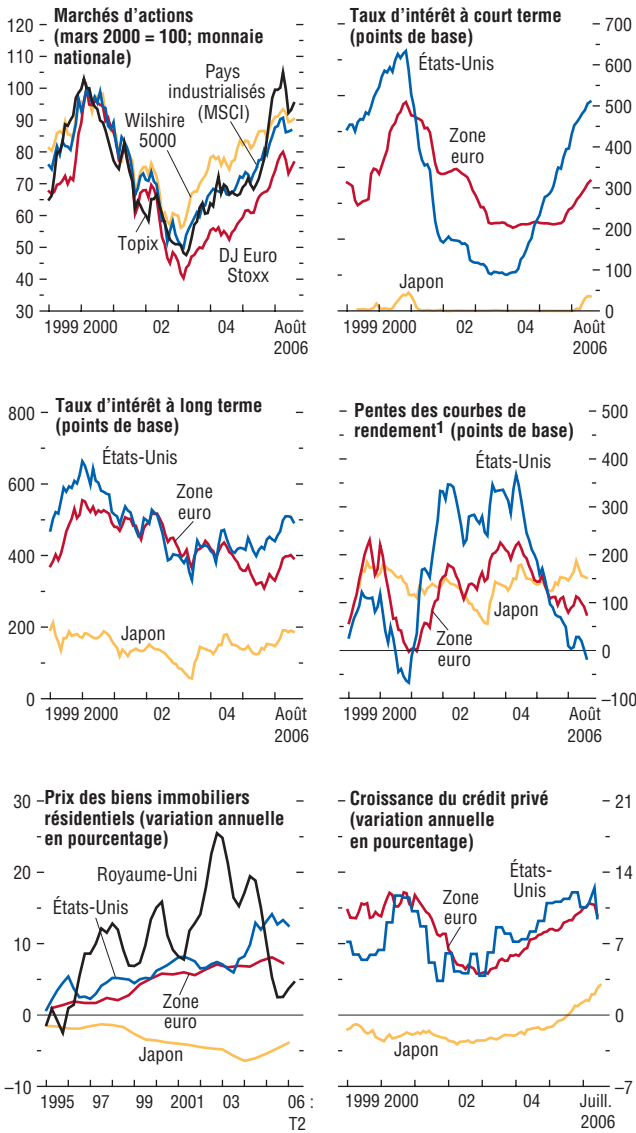 Marchés d'actions
(mars 2000 = 100; monnaie
nationale)
120
110
100
90
80
70
60
50
40
30
Pays
industrialisés
(MSCI)
Wilshire
5000
Topix
DJ Euro
Stoxx
1999 2000 02 04 Août
2006
Taux d'intérêt à court terme
(points de base)
700
600
500
400
300
200
100
0
États-Unis
Zone
euro
Japon
1999 2000 02 04 Août
2006
Taux d'intérêt à long terme
(points de base)
800
600
400
200
0
États-Unis
Zone
euro
Japon
1999 2000 02 04 Août
2006
Pentes des courbes de
rendement1 (points de base)
500
400
300
200
100
0
–100
États-Unis
Japon
Zone
euro
1999 2000 02 04 Août
2006
Prix des biens immobiliers
résidentiels (variation annuelle
en pourcentage)
30
20
10
0
–10
Royaume-Uni
États-Unis
Zone
euro
Japon
1995 97 99 2001 03 06 :
T2
Croissance du crédit privé
(variation annuelle
en pourcentage)
21
14
7
0
–7
États-
Unis
Zone
euro
Japon
1999 2000 02 04 Juill.
2006